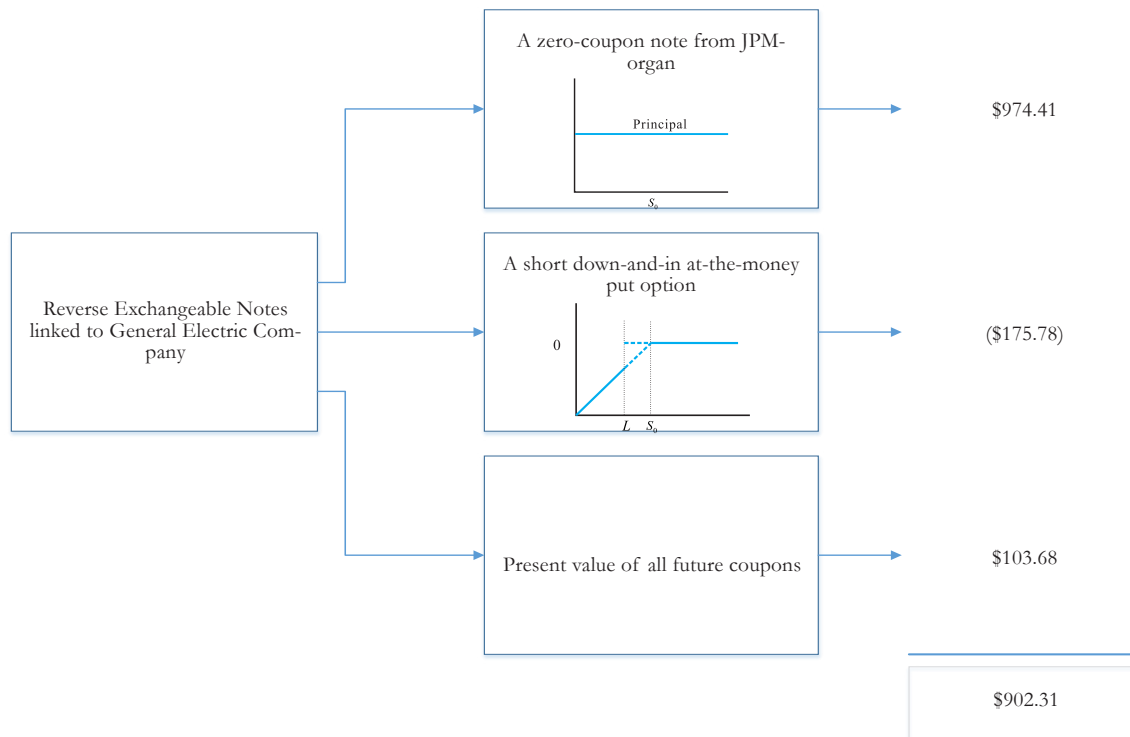 A zero-coupon note from JPM-
organ
Principal
S₀
$974.41
Reverse Exchangeable Notes
linked to General Electric Com-
pany
A short down-and-in at-the-money
put option
0
L S₀
($175.78)
Present value of all future coupons
$103.68
$902.31